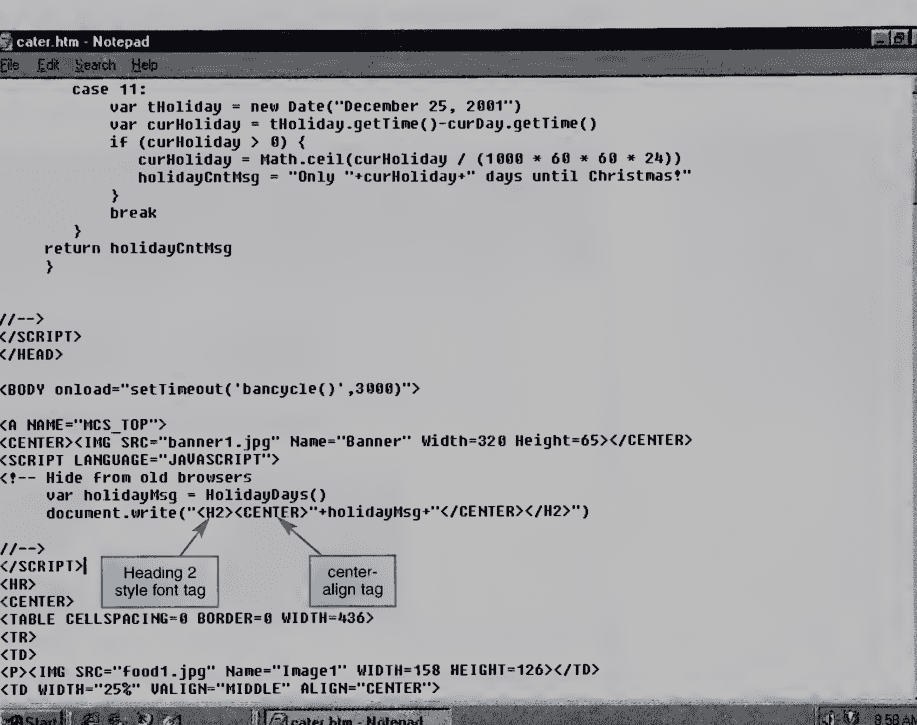 cater.htm - Notepad
File Edit Search Help
case 11:
var tHoliday = new Date("December 25, 2001")
var curHoliday = tHoliday.getTime()-curDay.getTime()
if (curHoliday > 0) {
curHoliday = Math.ceil(curHoliday / (1000 * 60 * 60 * 24))
holidayCntMsg = "Only "+curHoliday+" days until Christmas!"
}
break
}
return holidayCntMsg
}
//-->
</SCRIPT>
</HEAD>
<BODY onload="setTimeout('bancycle()',3000)">
<A NAME="MCS_TOP">
<CENTER><IMG SRC="banner1.jpg" Name="Banner" Width=320 Height=65></CENTER>
<SCRIPT LANGUAGE="JAVASCRIPT">
<!-- Hide from old browsers
var holidayMsg = HolidayDays()
document.write("<H2><CENTER>"+holidayMsg+"</CENTER></H2>")
//-->
</SCRIPT>
Heading 2
style font tag
center-
align tag
<HR>
<CENTER>
<TABLE CELLSPACING=0 BORDER=0 WIDTH=436>
<TR>
<TD>
<P><IMG SRC="food1.jpg" Name="Image1" WIDTH=158 HEIGHT=126></TD>
<TD WIDTH="25%" VALIGN="MIDDLE" ALIGN="CENTER">
Start cater.htm - Notepad 8:58